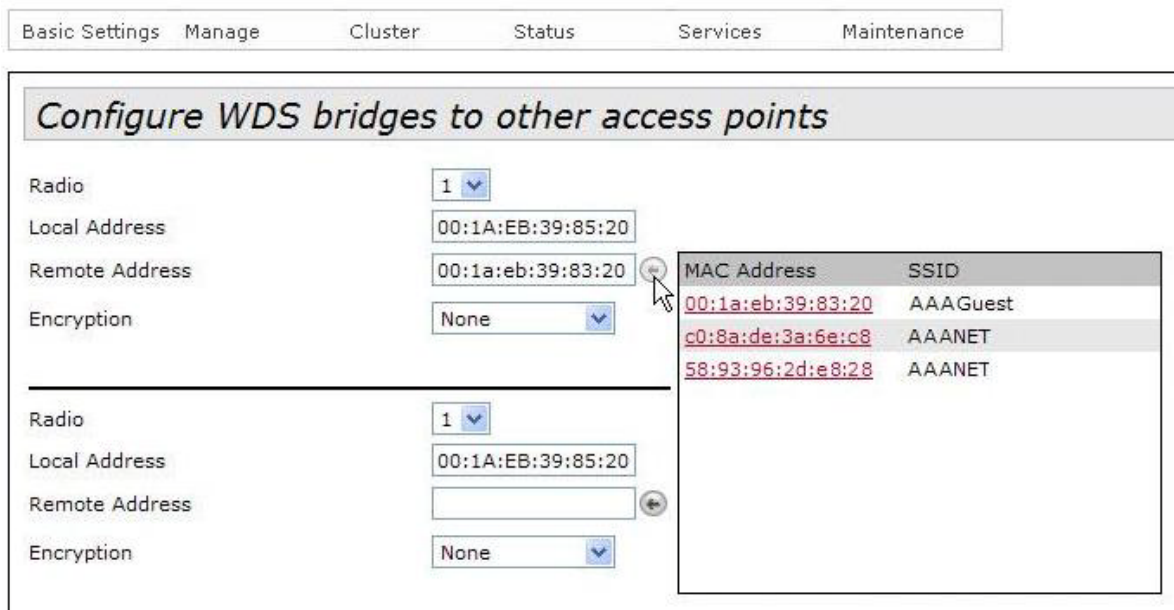 Basic Settings Manage Cluster Status Services Maintenance
Configure WDS bridges to other access points
Radio 1
Local Address 00:1A:EB:39:85:20
Remote Address 00:1a:eb:39:83:20
Encryption None
MAC Address SSID
00:1a:eb:39:83:20 AAAGuest
c0:8a:de:3a:6e:c8 AAANET
58:93:96:2d:e8:28 AAANET
Radio 1
Local Address 00:1A:EB:39:85:20
Remote Address
Encryption None